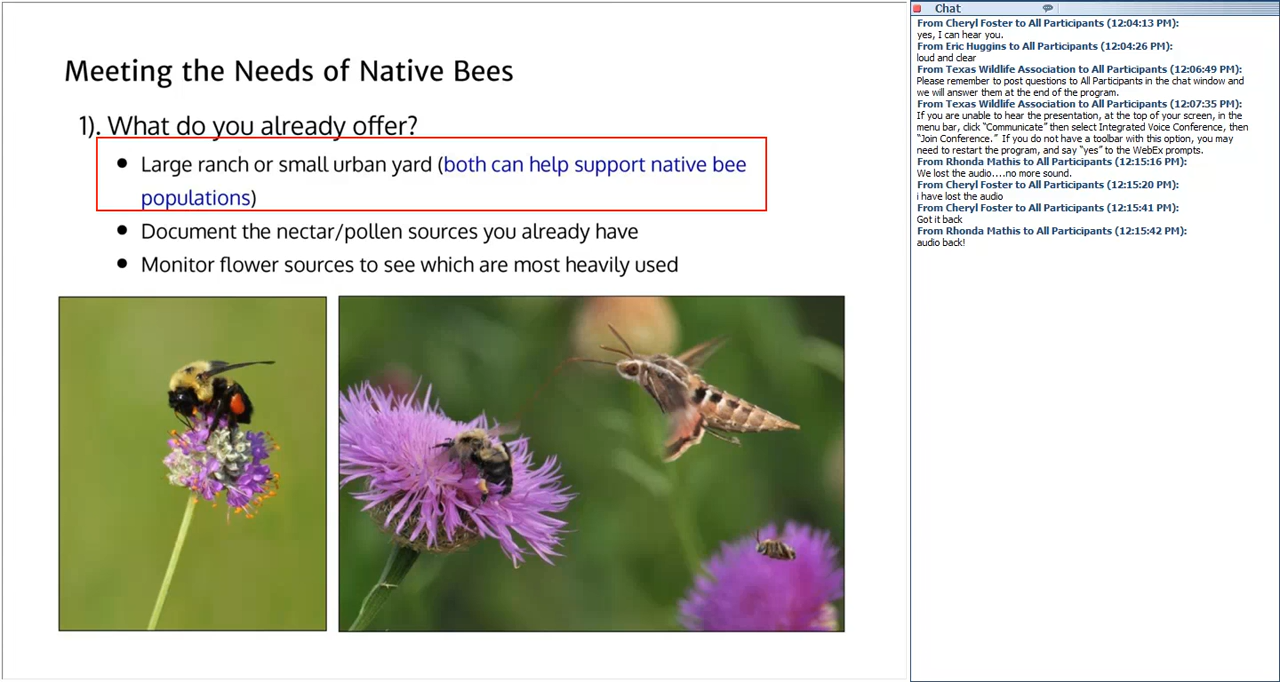 Meeting the Needs of Native Bees
1). What do you already offer?
• Large ranch or small urban yard (both can help support native bee
populations)
• Document the nectar/pollen sources you already have
• Monitor flower sources to see which are most heavily used
Chat
From Cheryl Foster to All Participants (12:04:13 PM):
yes, I can hear you.
From Eric Huggins to All Participants (12:04:26 PM):
loud and clear
From Texas Wildlife Association to All Participants (12:06:49 PM):
Please remember to post questions to All Participants in the chat window and
we will answer them at the end of the program.
From Texas Wildlife Association to All Participants (12:07:35 PM):
If you are unable to hear the presentation, at the top of your screen, in the
menu bar, click “Communicate” then select Integrated Voice Conference, then
“Join Conference.”  If you do not have a toolbar with this option, you may
need to restart the program, and say “yes” to the WebEx prompts.
From Rhonda Mathis to All Participants (12:15:16 PM):
We lost the audio....no more sound.
From Cheryl Foster to All Participants (12:15:20 PM):
i have lost the audio
From Cheryl Foster to All Participants (12:15:41 PM):
Got it back
From Rhonda Mathis to All Participants (12:15:42 PM):
audio back!